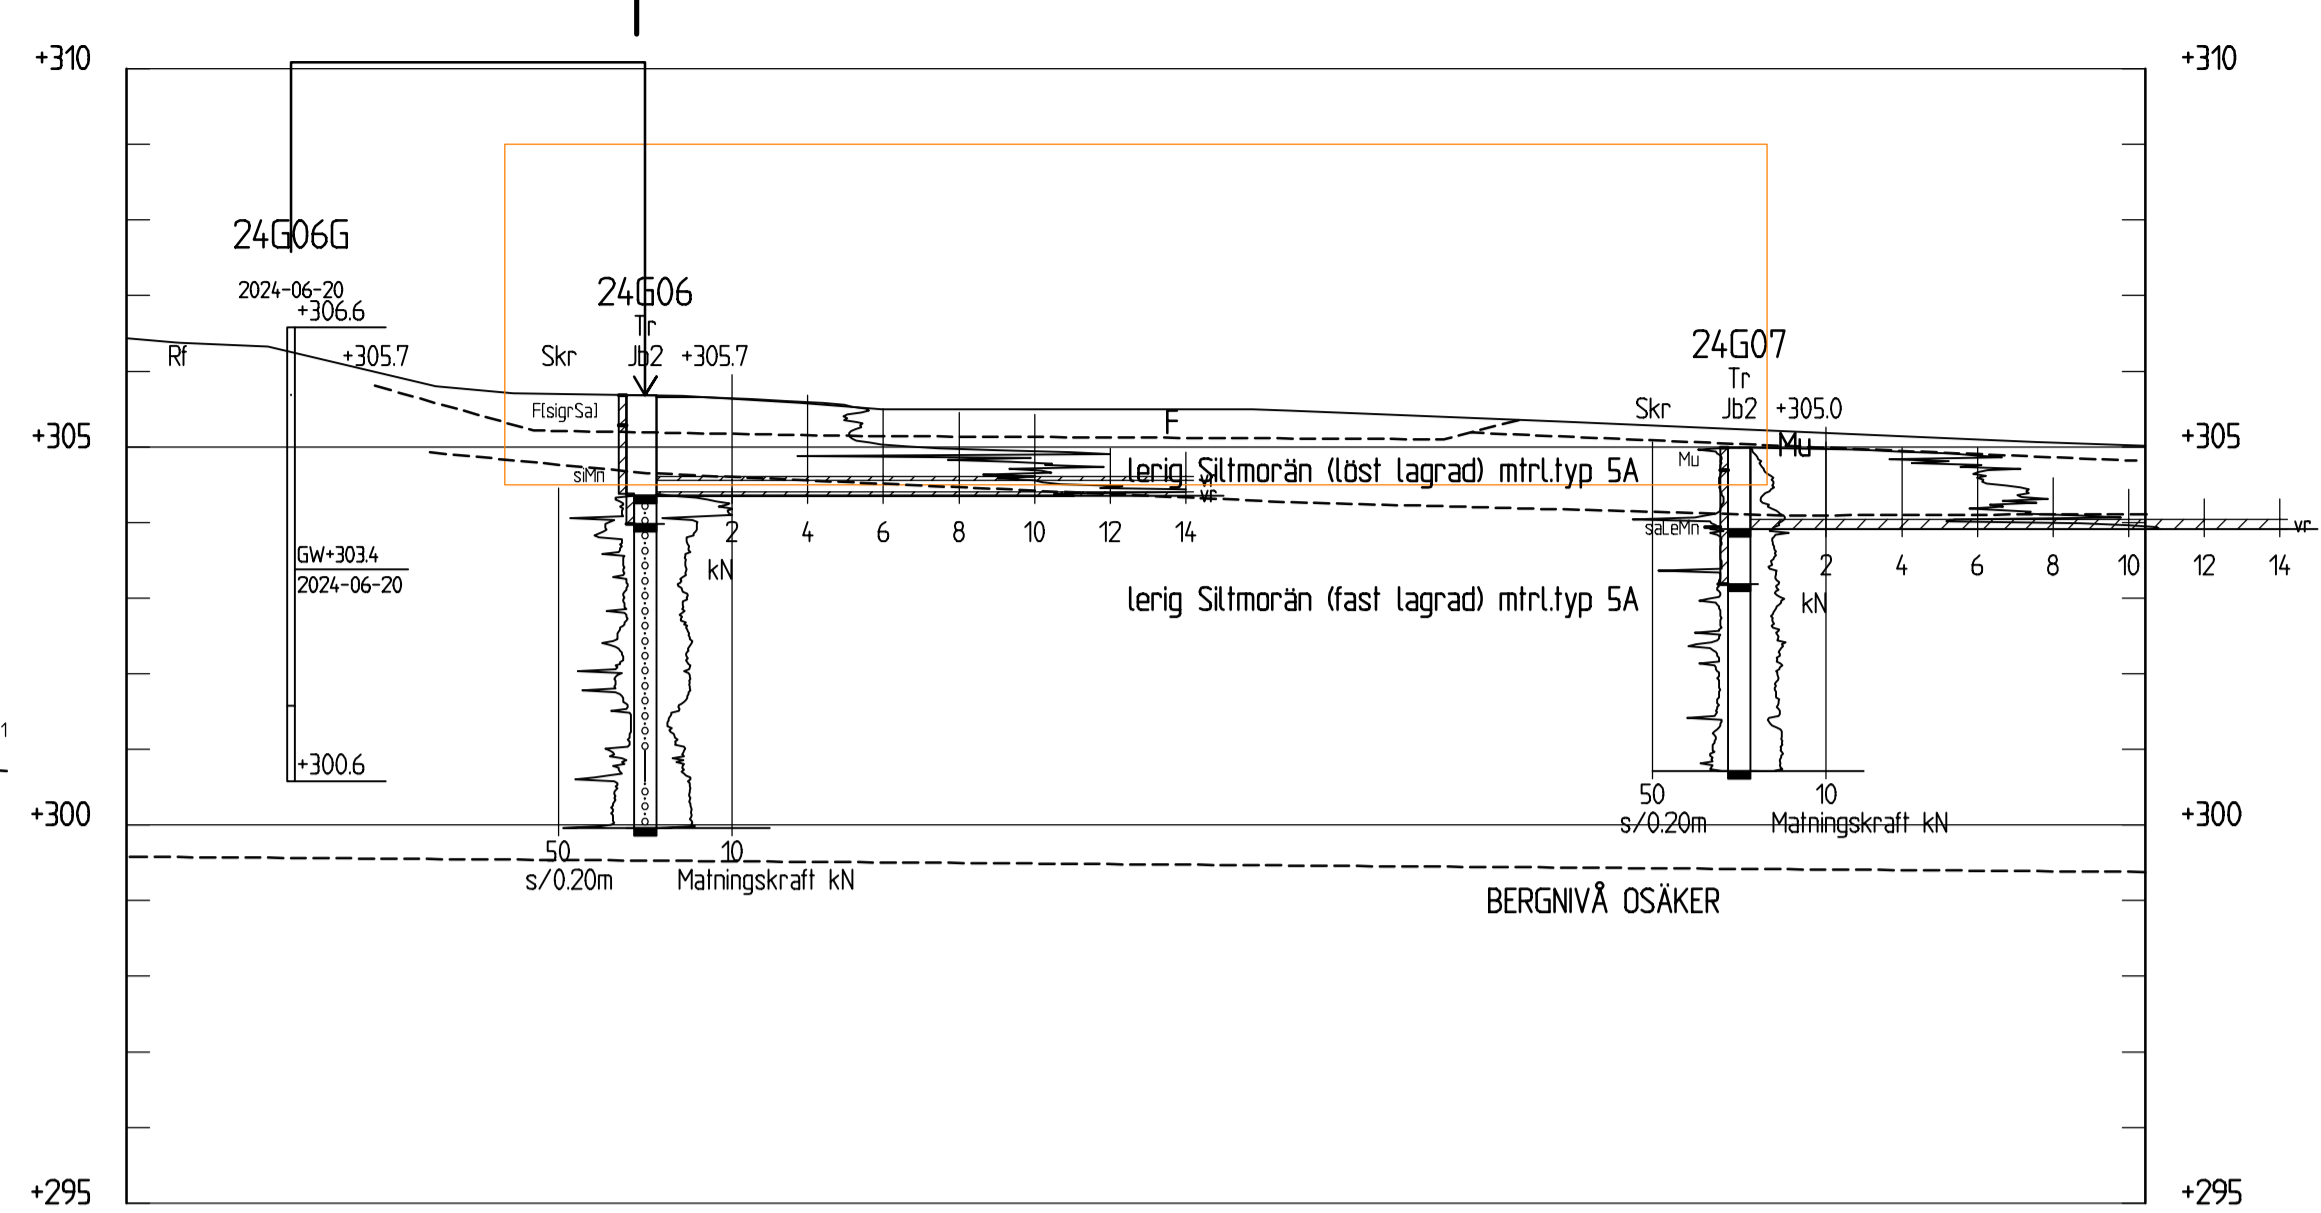 +310 +310
24G06G
2024-06-20
+306.6
24G06
Tr
Rf +305.7 Skr Jb2 +305.7
24G07
Tr
Skr Jb2 +305.0
F[sigrSa]
F
+305 Mu +305
Mu
siMn lerig Siltmorän (löst lagrad) mtrl.typ 5A
vr
vr
2 4 6 8 10 12 14 saLeMn vr
GW+303.4
2024-06-20
kN 2 4 6 8 10 12 14
lerig Siltmorän (fast lagrad) mtrl.typ 5A kN
1
+300.6
50 10
+300 s/0.20m Matningskraft kN +300
50 10
s/0.20m Matningskraft kN
BERGNIVÅ OSÄKER
+295 +295